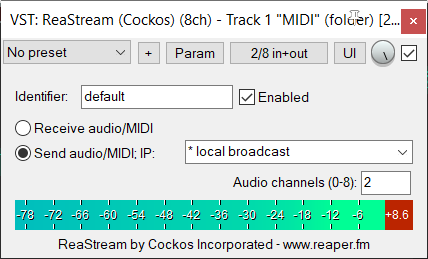 VST: ReaStream (Cockos) (8ch) - Track 1 "MIDI" (folder) [2...
No preset + Param 2/8 in+out UI
Identifier: default Enabled
Receive audio/MIDI
Send audio/MIDI; IP: * local broadcast
Audio channels (0-8): 2
-78 -72 -66 -60 -54 -48 -42 -36 -30 -24 -18 -12 -6 +8.6
ReaStream by Cockos Incorporated - www.reaper.fm